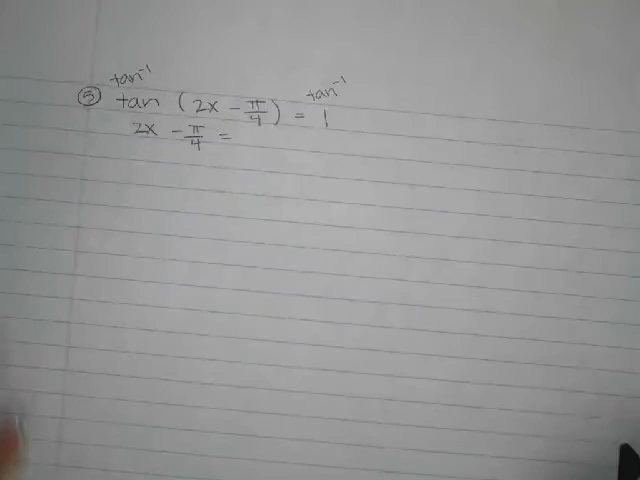 tan⁻¹ tan⁻¹
⑤ tan (2x - π/4) = 1
2x - π/4 =